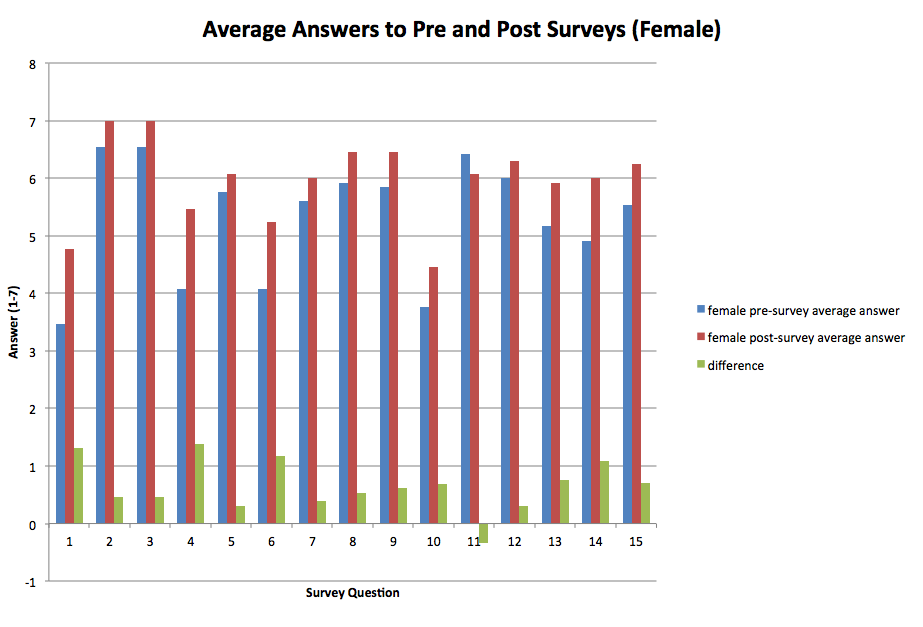 Average Answers to Pre and Post Surveys (Female)
8
7
6
5
4
3
2
1
0
-1
Answer (1-7)
1 2 3 4 5 6 7 8 9 10 11 12 13 14 15
Survey Question
female pre-survey average answer
female post-survey average answer
difference